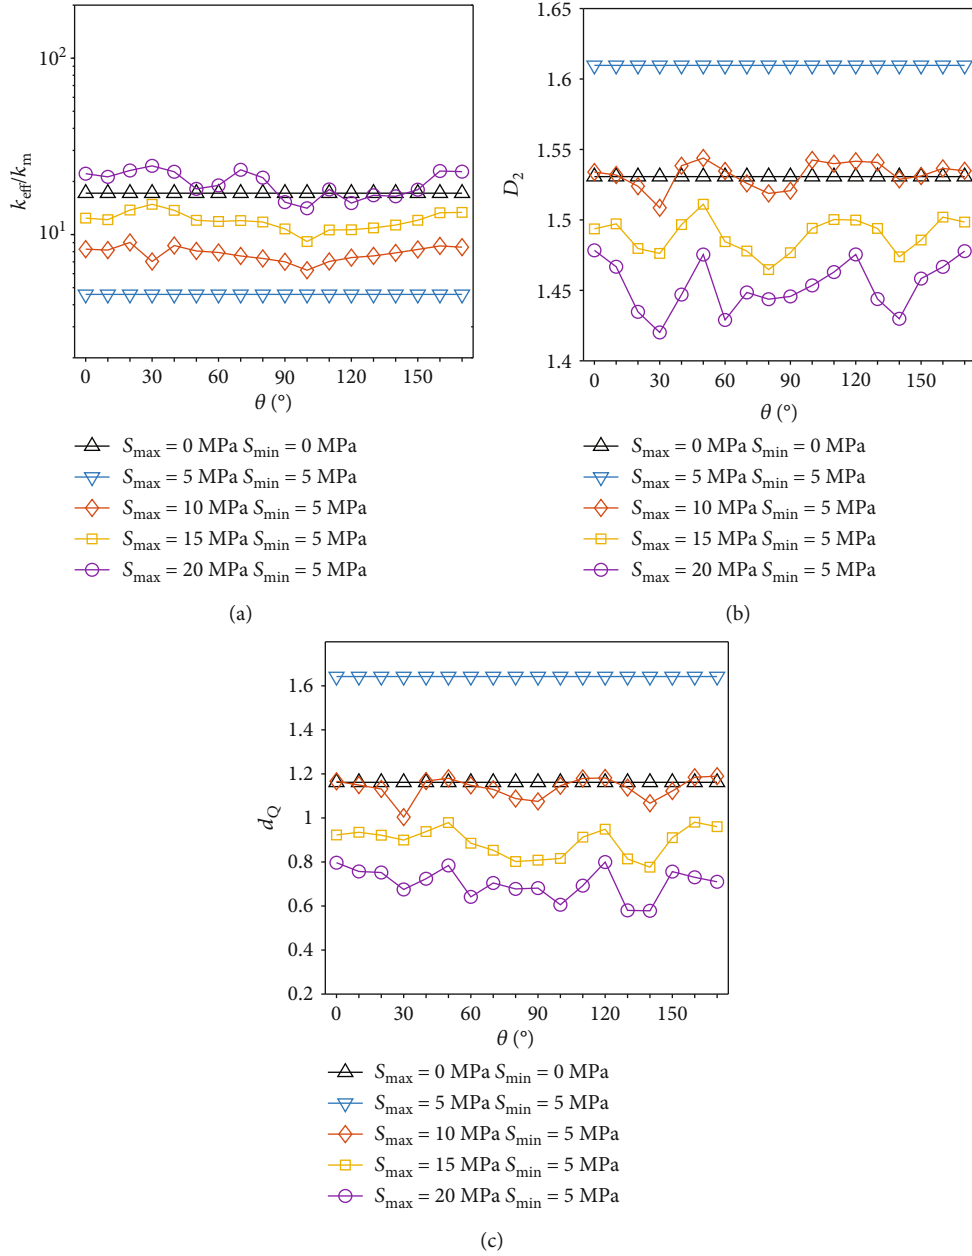 (a)
10²
10¹
k_eff/k_m
0 30 60 90 120 150
θ (°)
S_max = 0 MPa S_min = 0 MPa
S_max = 5 MPa S_min = 5 MPa
S_max = 10 MPa S_min = 5 MPa
S_max = 15 MPa S_min = 5 MPa
S_max = 20 MPa S_min = 5 MPa
1.65
1.6
1.55
1.5
1.45
1.4
D_2
0 30 60 90 120 150
θ (°)
S_max = 0 MPa S_min = 0 MPa
S_max = 5 MPa S_min = 5 MPa
S_max = 10 MPa S_min = 5 MPa
S_max = 15 MPa S_min = 5 MPa
S_max = 20 MPa S_min = 5 MPa
(b)
1.6
1.4
1.2
1
0.8
0.6
0.4
0.2
d_Q
0 30 60 90 120 150
θ (°)
S_max = 0 MPa S_min = 0 MPa
S_max = 5 MPa S_min = 5 MPa
S_max = 10 MPa S_min = 5 MPa
S_max = 15 MPa S_min = 5 MPa
S_max = 20 MPa S_min = 5 MPa
(c)